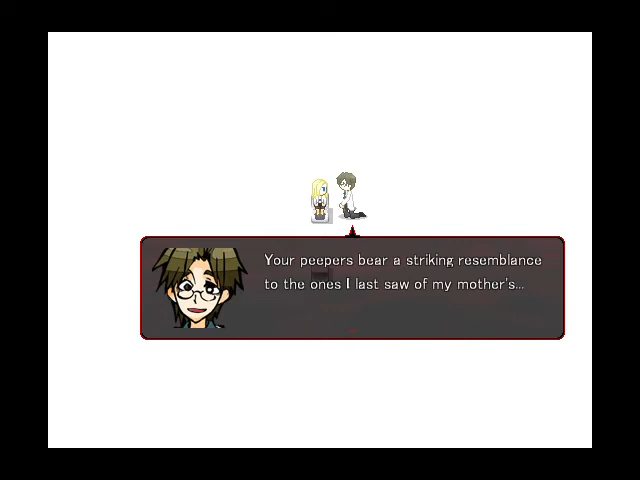 Your peepers bear a striking resemblance
to the ones I last saw of my mother's...